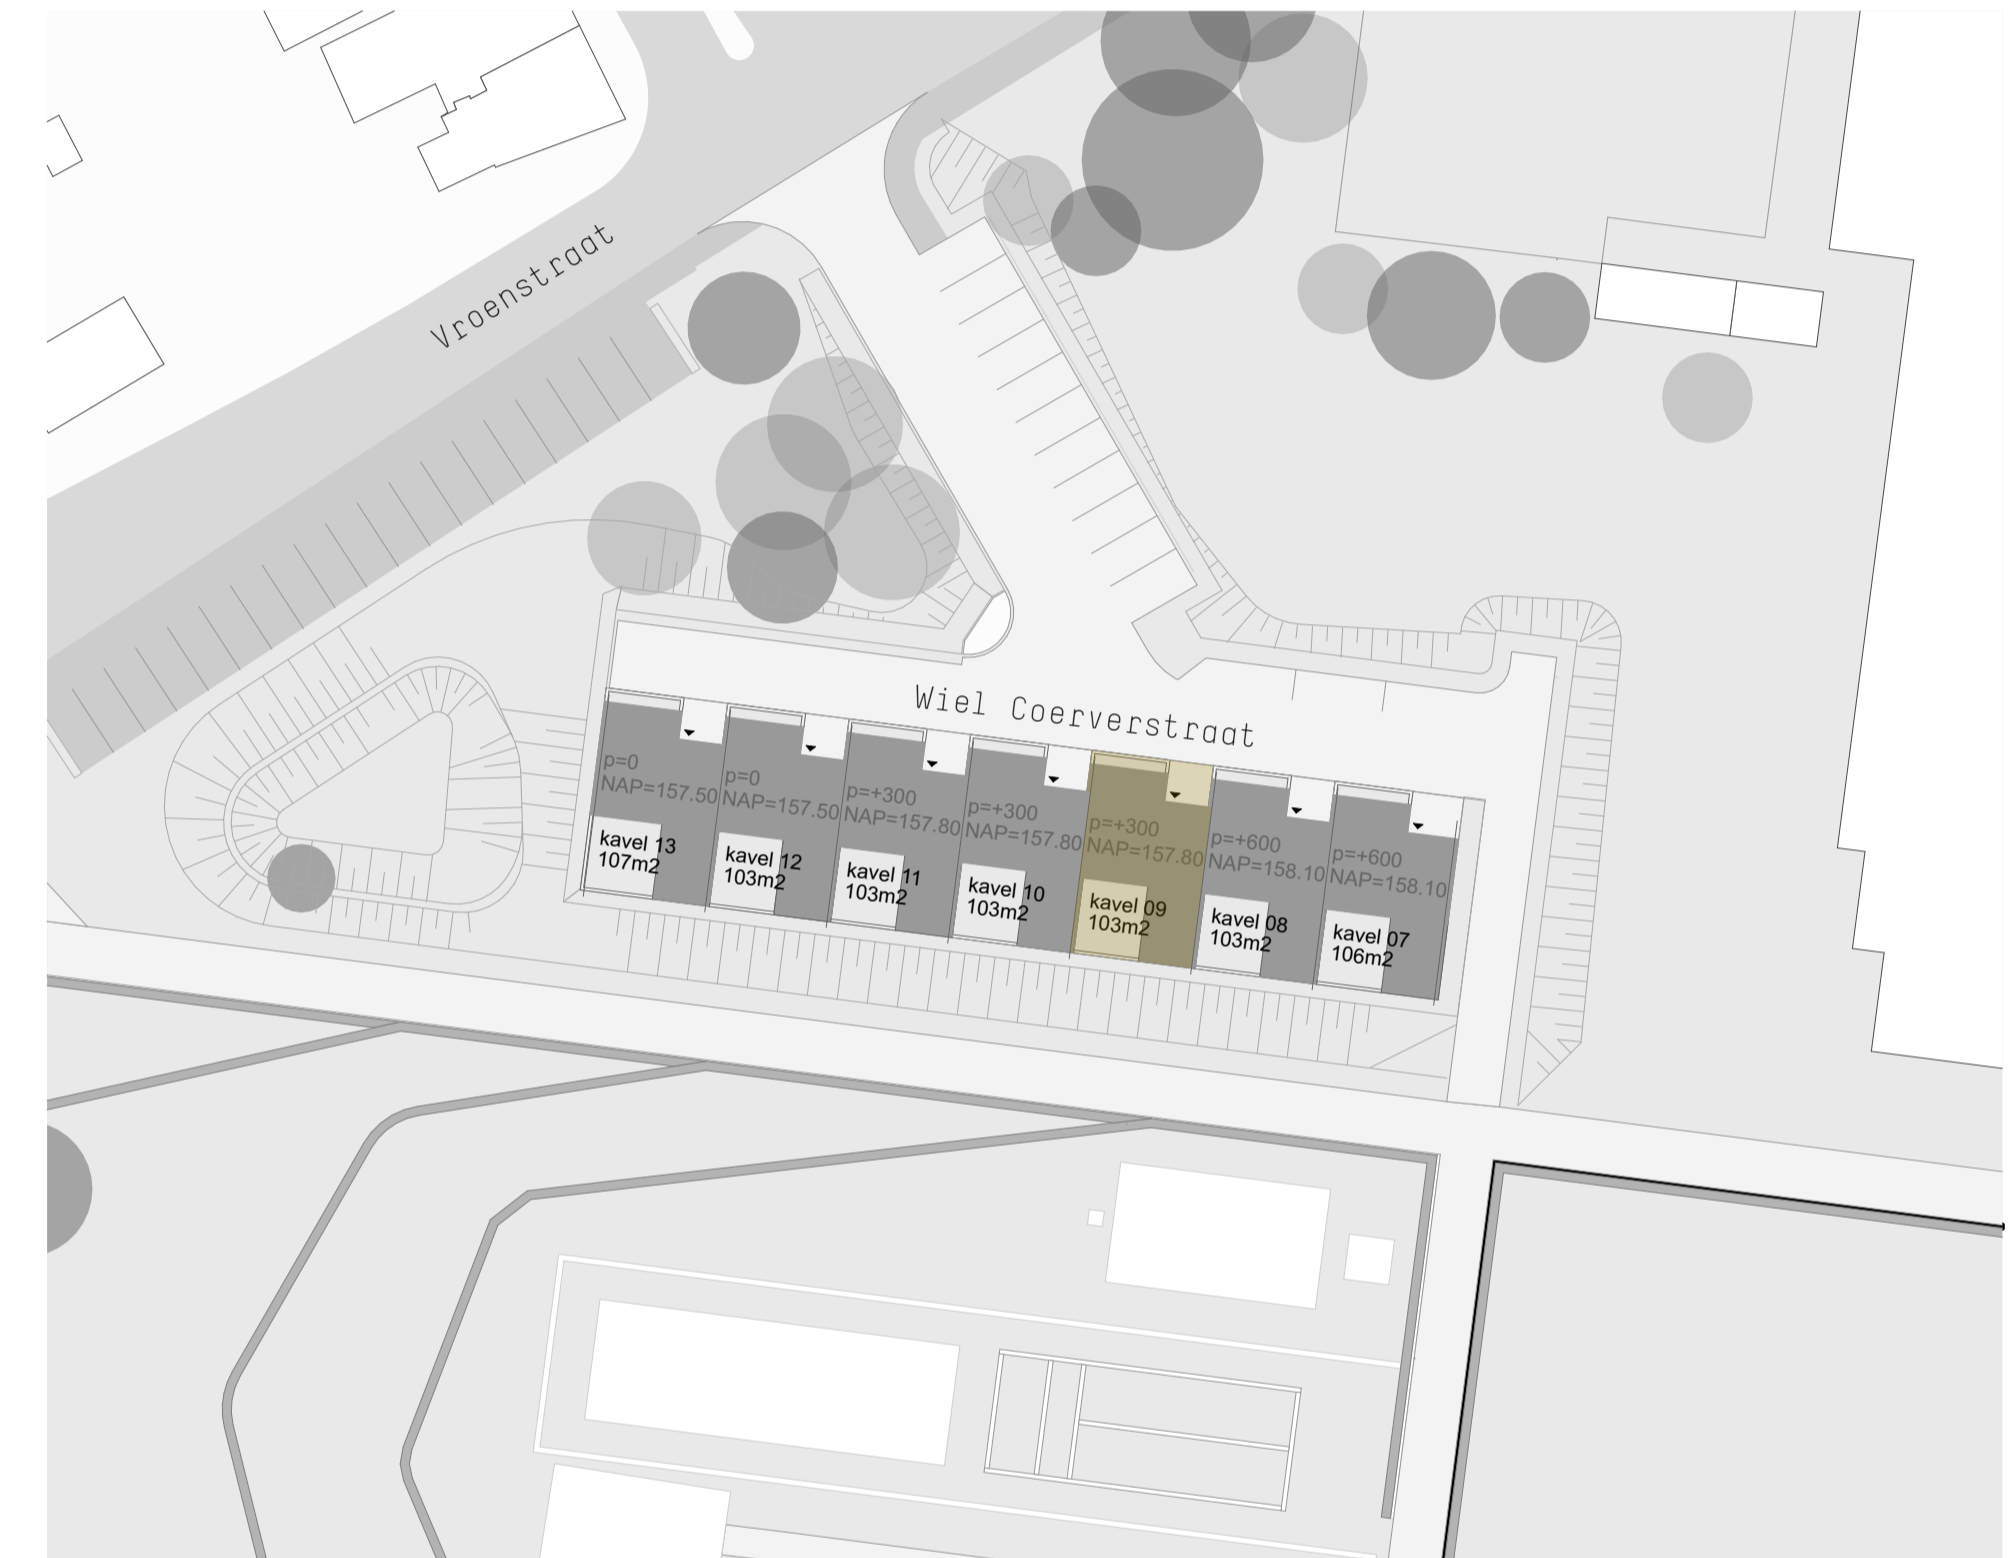 Vroenstraat
Wiel Coerverstraat
p=0
NAP=157.50
kavel 13
107m2
p=0
NAP=157.50
kavel 12
103m2
p=+300
NAP=157.80
kavel 11
103m2
p=+300
NAP=157.80
kavel 10
103m2
p=+300
NAP=157.80
kavel 09
103m2
p=+600
NAP=158.10
kavel 08
103m2
p=+600
NAP=158.10
kavel 07
106m2